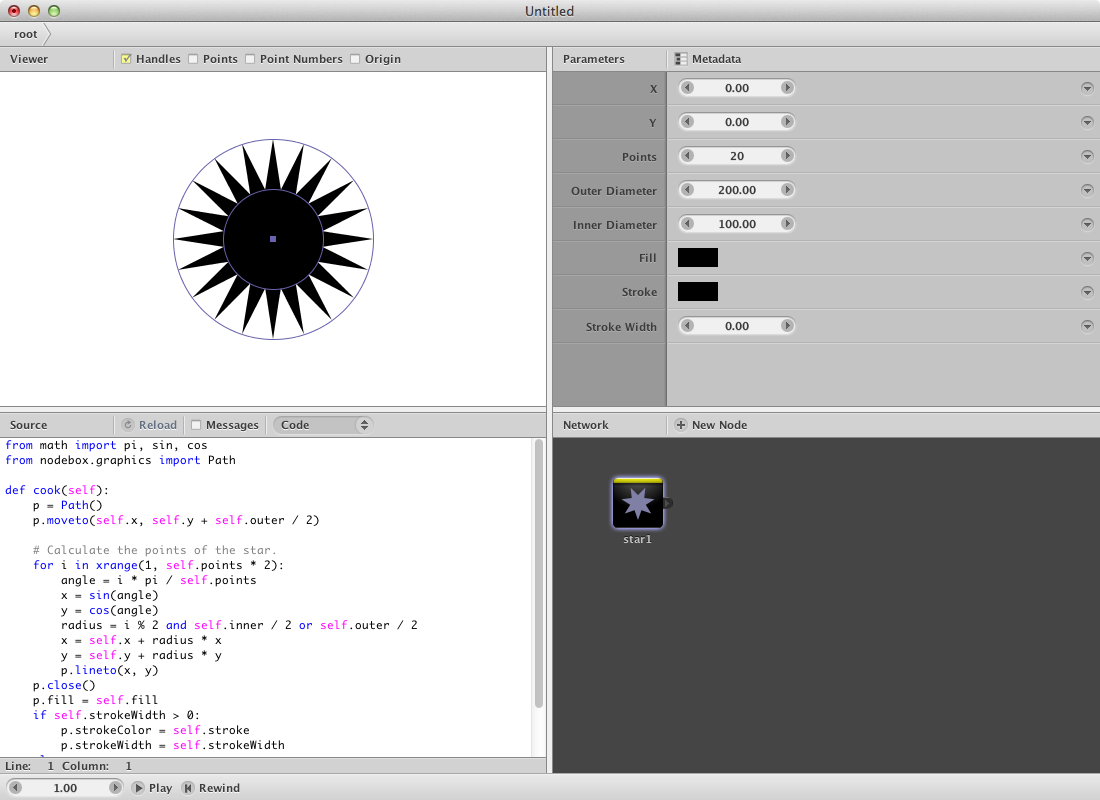 Untitled
root
Viewer Handles Points Point Numbers Origin
Parameters Metadata
X 0.00
Y 0.00
Points 20
Outer Diameter 200.00
Inner Diameter 100.00
Fill
Stroke
Stroke Width 0.00
Source Reload Messages Code
from math import pi, sin, cos
from nodebox.graphics import Path
def cook(self):
    p = Path()
    p.moveto(self.x, self.y + self.outer / 2)
    # Calculate the points of the star.
    for i in xrange(1, self.points * 2):
        angle = i * pi / self.points
        x = sin(angle)
        y = cos(angle)
        radius = i % 2 and self.inner / 2 or self.outer / 2
        x = self.x + radius * x
        y = self.y + radius * y
        p.lineto(x, y)
    p.close()
    p.fill = self.fill
    if self.strokeWidth > 0:
        p.strokeColor = self.stroke
        p.strokeWidth = self.strokeWidth
Line: 1 Column: 1
Network New Node
star1
1.00 Play Rewind